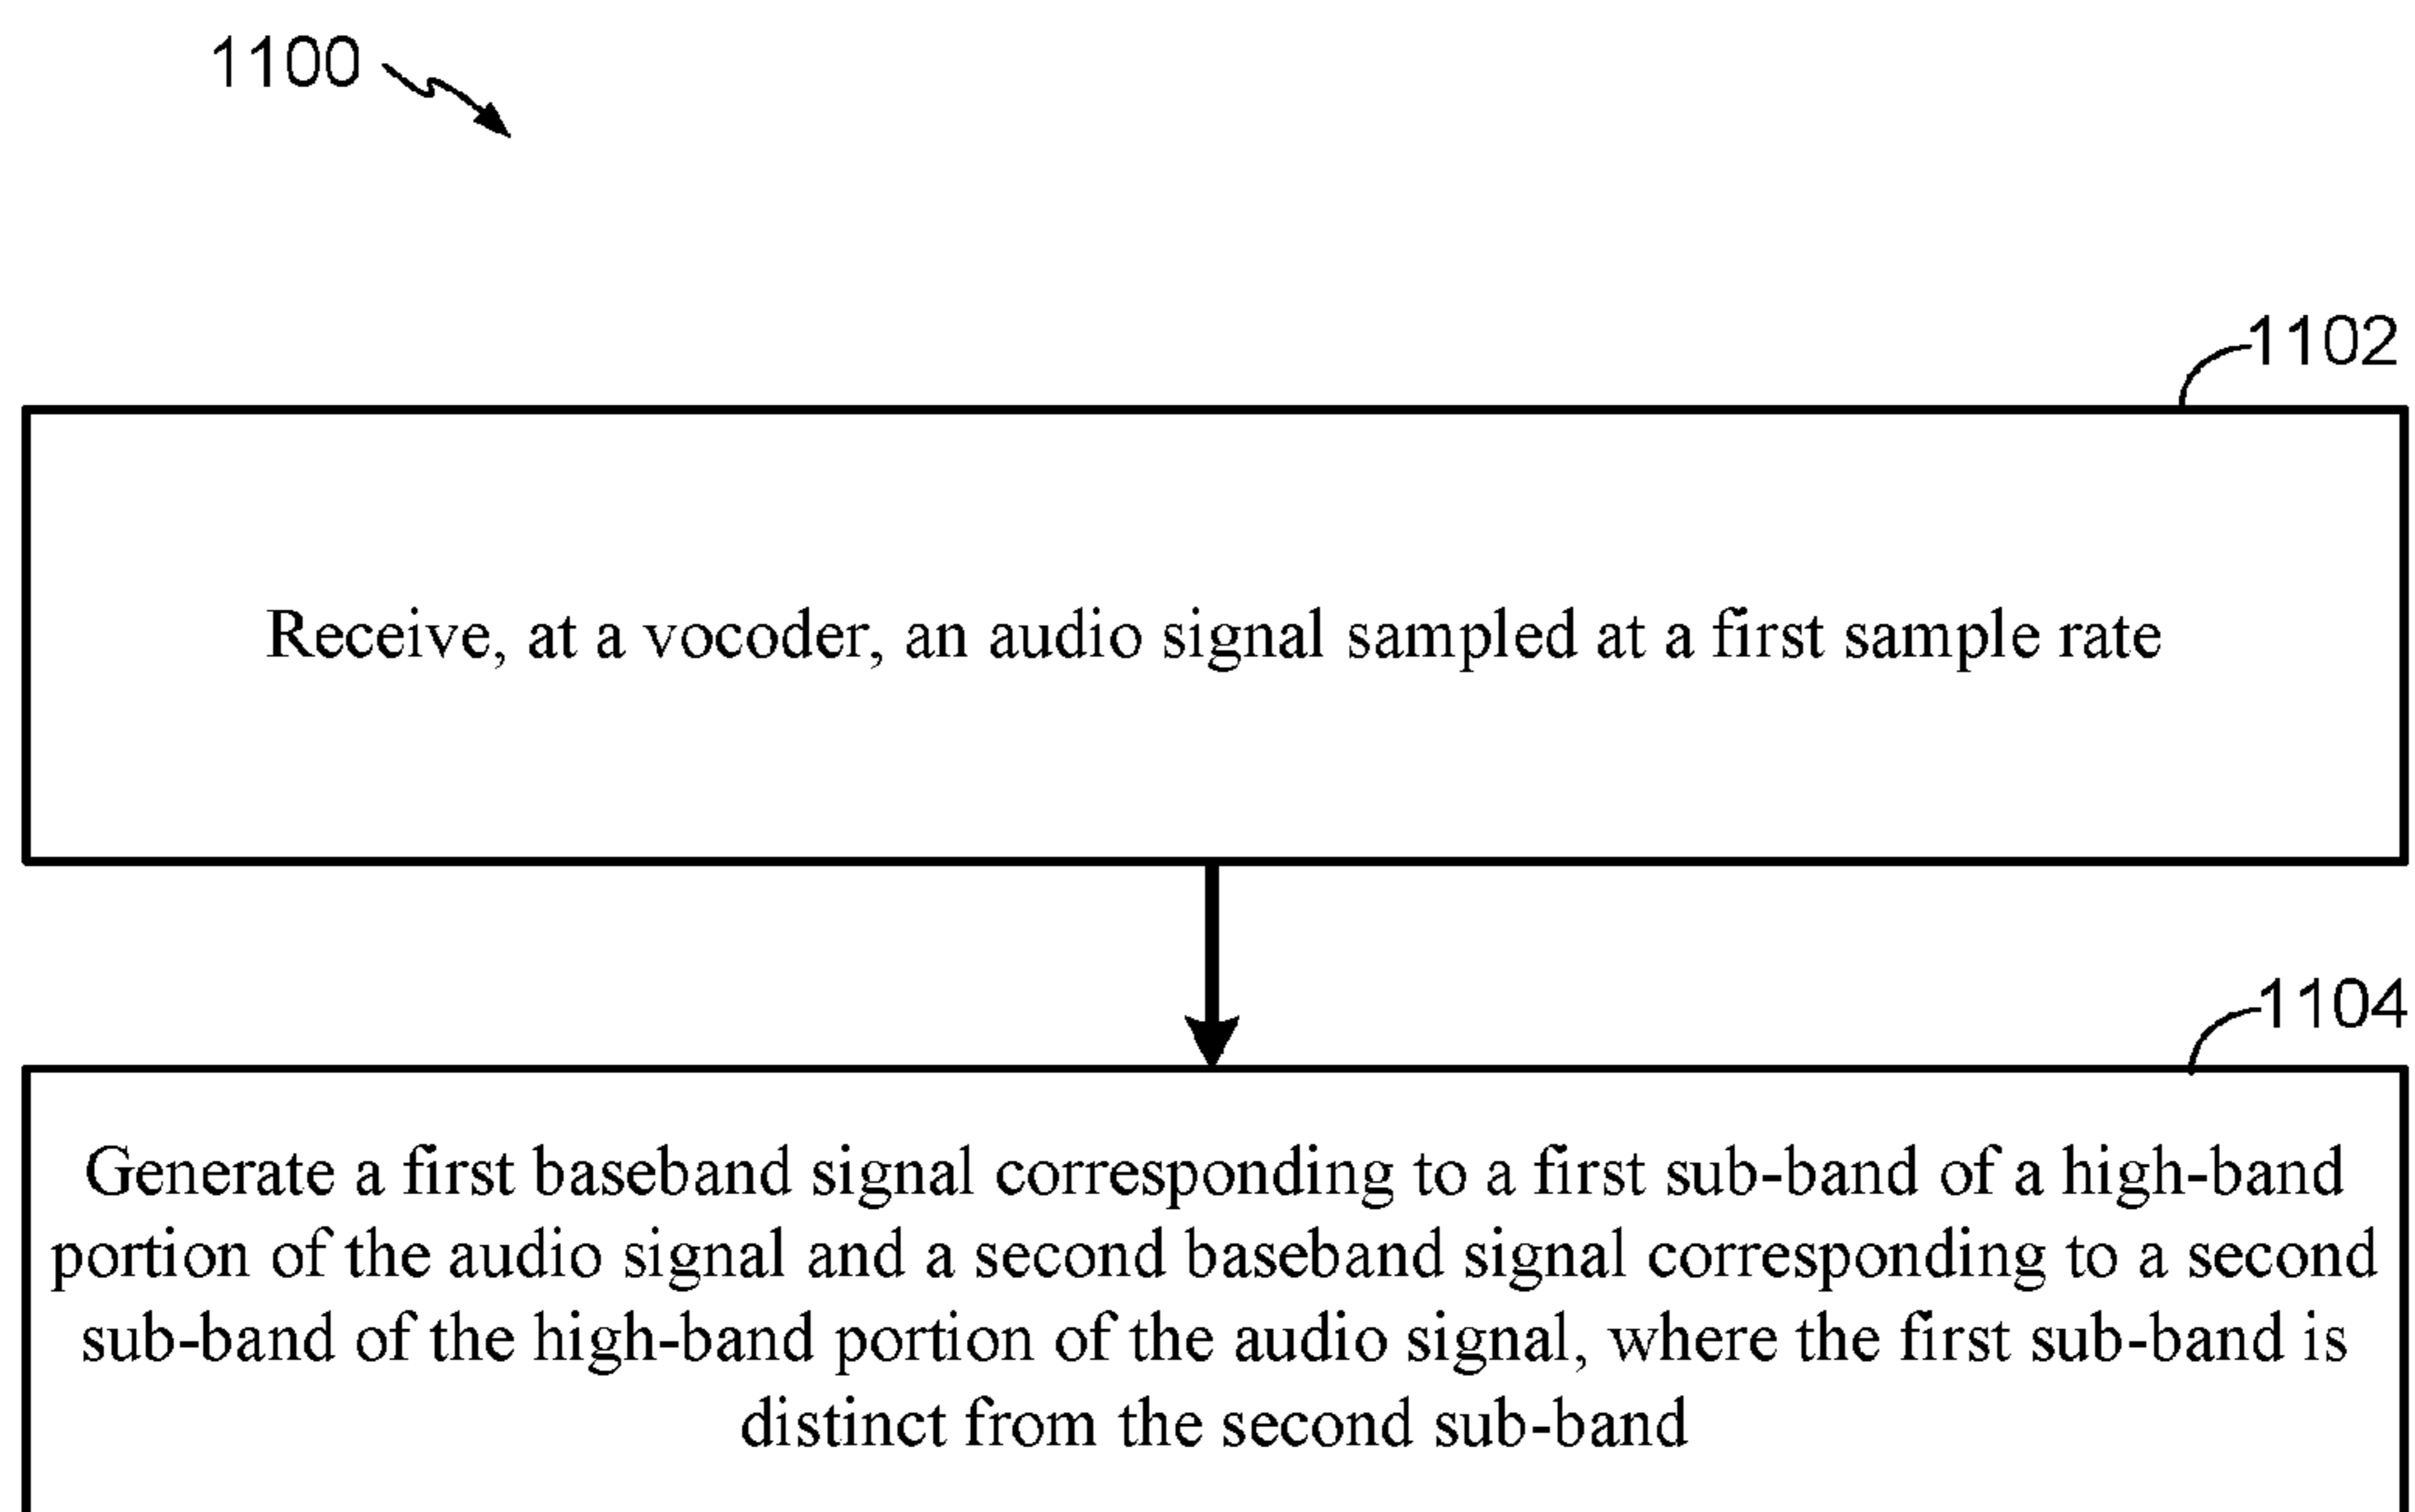 1100
1102
Receive, at a vocoder, an audio signal sampled at a first sample rate
1104
Generate a first baseband signal corresponding to a first sub-band of a high-band
portion of the audio signal and a second baseband signal corresponding to a second
sub-band of the high-band portion of the audio signal, where the first sub-band is
distinct from the second sub-band